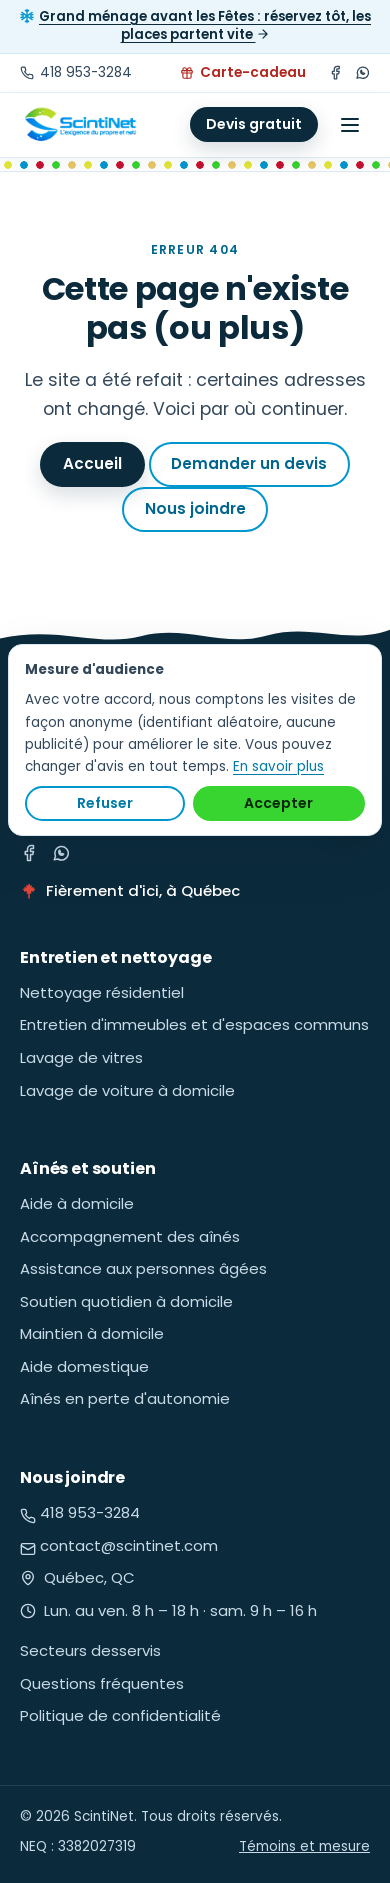 Grand ménage avant les Fêtes : réservez tôt, les
places partent vite →
418 953-3284
Carte-cadeau
ScintiNet
L'exigence du propre et net!
Devis gratuit
ERREUR 404
Cette page n'existe
pas (ou plus)
Le site a été refait : certaines adresses
ont changé. Voici par où continuer.
Accueil
Demander un devis
Nous joindre
Mesure d'audience
Avec votre accord, nous comptons les visites de
façon anonyme (identifiant aléatoire, aucune
publicité) pour améliorer le site. Vous pouvez
changer d'avis en tout temps. En savoir plus
Refuser
Accepter
Fièrement d'ici, à Québec
Entretien et nettoyage
Nettoyage résidentiel
Entretien d'immeubles et d'espaces communs
Lavage de vitres
Lavage de voiture à domicile
Aînés et soutien
Aide à domicile
Accompagnement des aînés
Assistance aux personnes âgées
Soutien quotidien à domicile
Maintien à domicile
Aide domestique
Aînés en perte d'autonomie
Nous joindre
418 953-3284
contact@scintinet.com
Québec, QC
Lun. au ven. 8 h – 18 h · sam. 9 h – 16 h
Secteurs desservis
Questions fréquentes
Politique de confidentialité
© 2026 ScintiNet. Tous droits réservés.
NEQ : 3382027319
Témoins et mesure